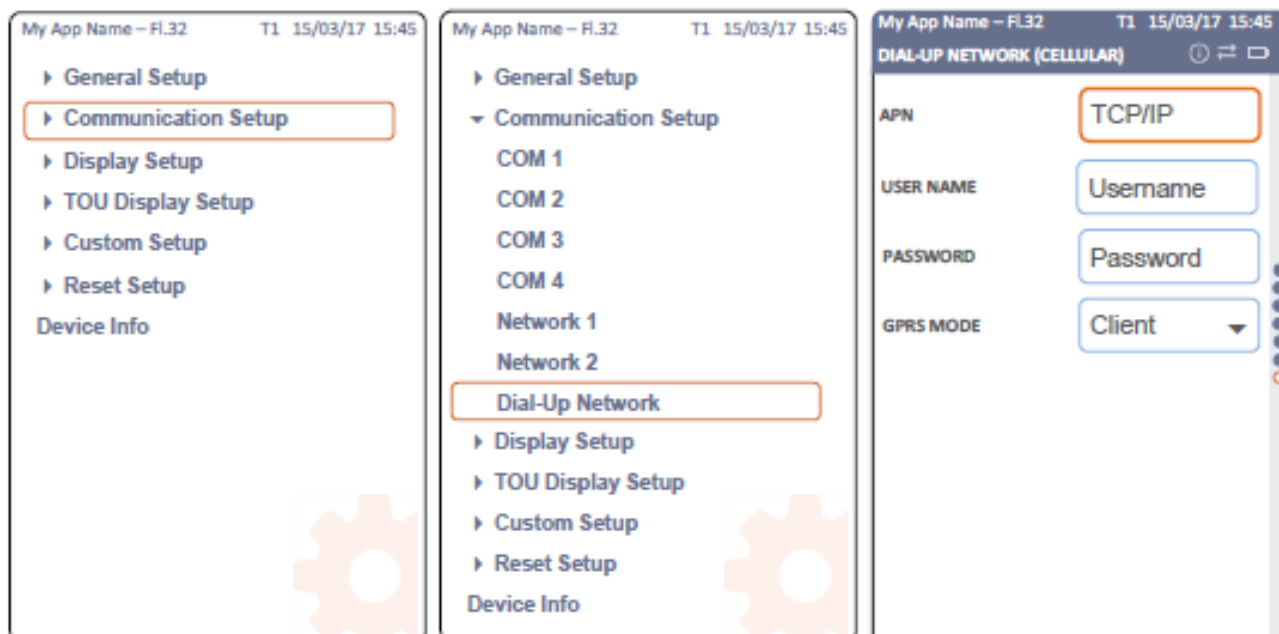 My App Name – Fl.32 T1 15/03/17 15:45
General Setup
Communication Setup
Display Setup
TOU Display Setup
Custom Setup
Reset Setup
Device Info
My App Name – Fl.32 T1 15/03/17 15:45
General Setup
Communication Setup
COM 1
COM 2
COM 3
COM 4
Network 1
Network 2
Dial-Up Network
Display Setup
TOU Display Setup
Custom Setup
Reset Setup
Device Info
My App Name – Fl.32 T1 15/03/17 15:45
DIAL-UP NETWORK (CELLULAR)
APN TCP/IP
USER NAME Username
PASSWORD Password
GPRS MODE Client